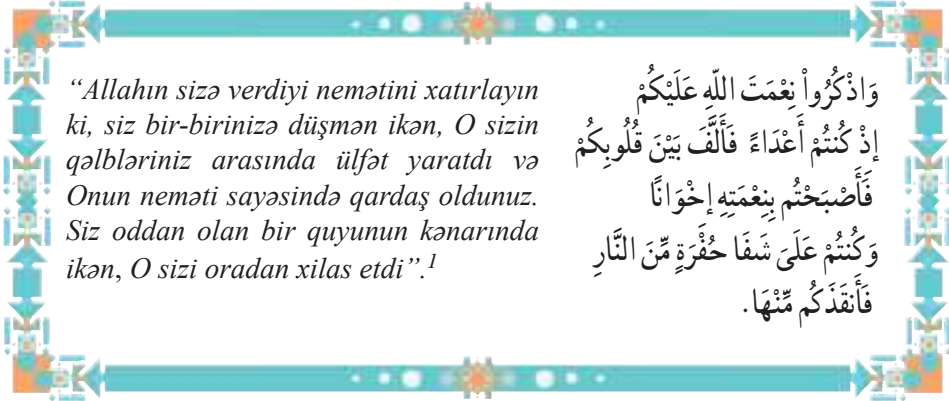 “Allahın sizə verdiyi nemətini xatırlayın
ki, siz bir-birinizə düşmən ikən, O sizin
qəlbləriniz arasında ülfət yaratdı və
Onun neməti sayəsində qardaş oldunuz.
Siz oddan olan bir quyunun kənarında
ikən, O sizi oradan xilas etdi”.1
وَاذْكُرُواْ نِعْمَتَ اللّهِ عَلَيْكُمْ
إِذْ كُنتُمْ أَعْدَاءً فَأَلَّفَ بَيْنَ قُلُوبِكُمْ
فَأَصْبَحْتُم بِنِعْمَتِهِ إِخْوَانًا
وَكُنتُمْ عَلَىَ شَفَا حُفْرَةٍ مِّنَ النَّارِ
فَأَنقَذَكُم مِّنْهَا.